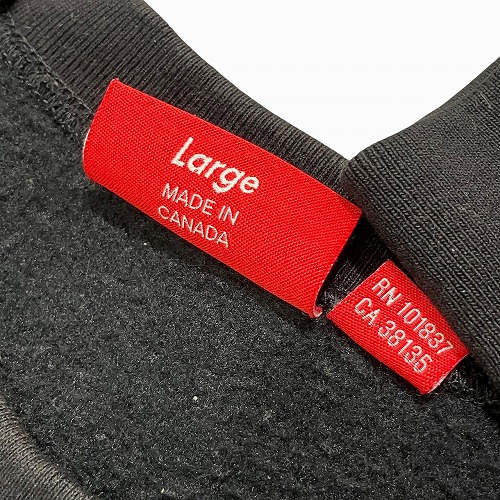 Large
MADE IN
CANADA
RN 101837
CA 38135